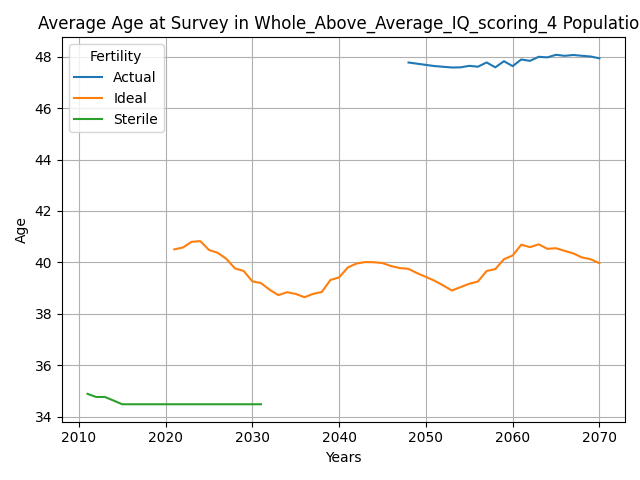 Average Age at Survey in Whole_Above_Average_IQ_scoring_4 Populatio
Fertility
Actual
Ideal
Sterile
48
46
44
42
40
38
36
34
Age
2010 2020 2030 2040 2050 2060 2070
Years